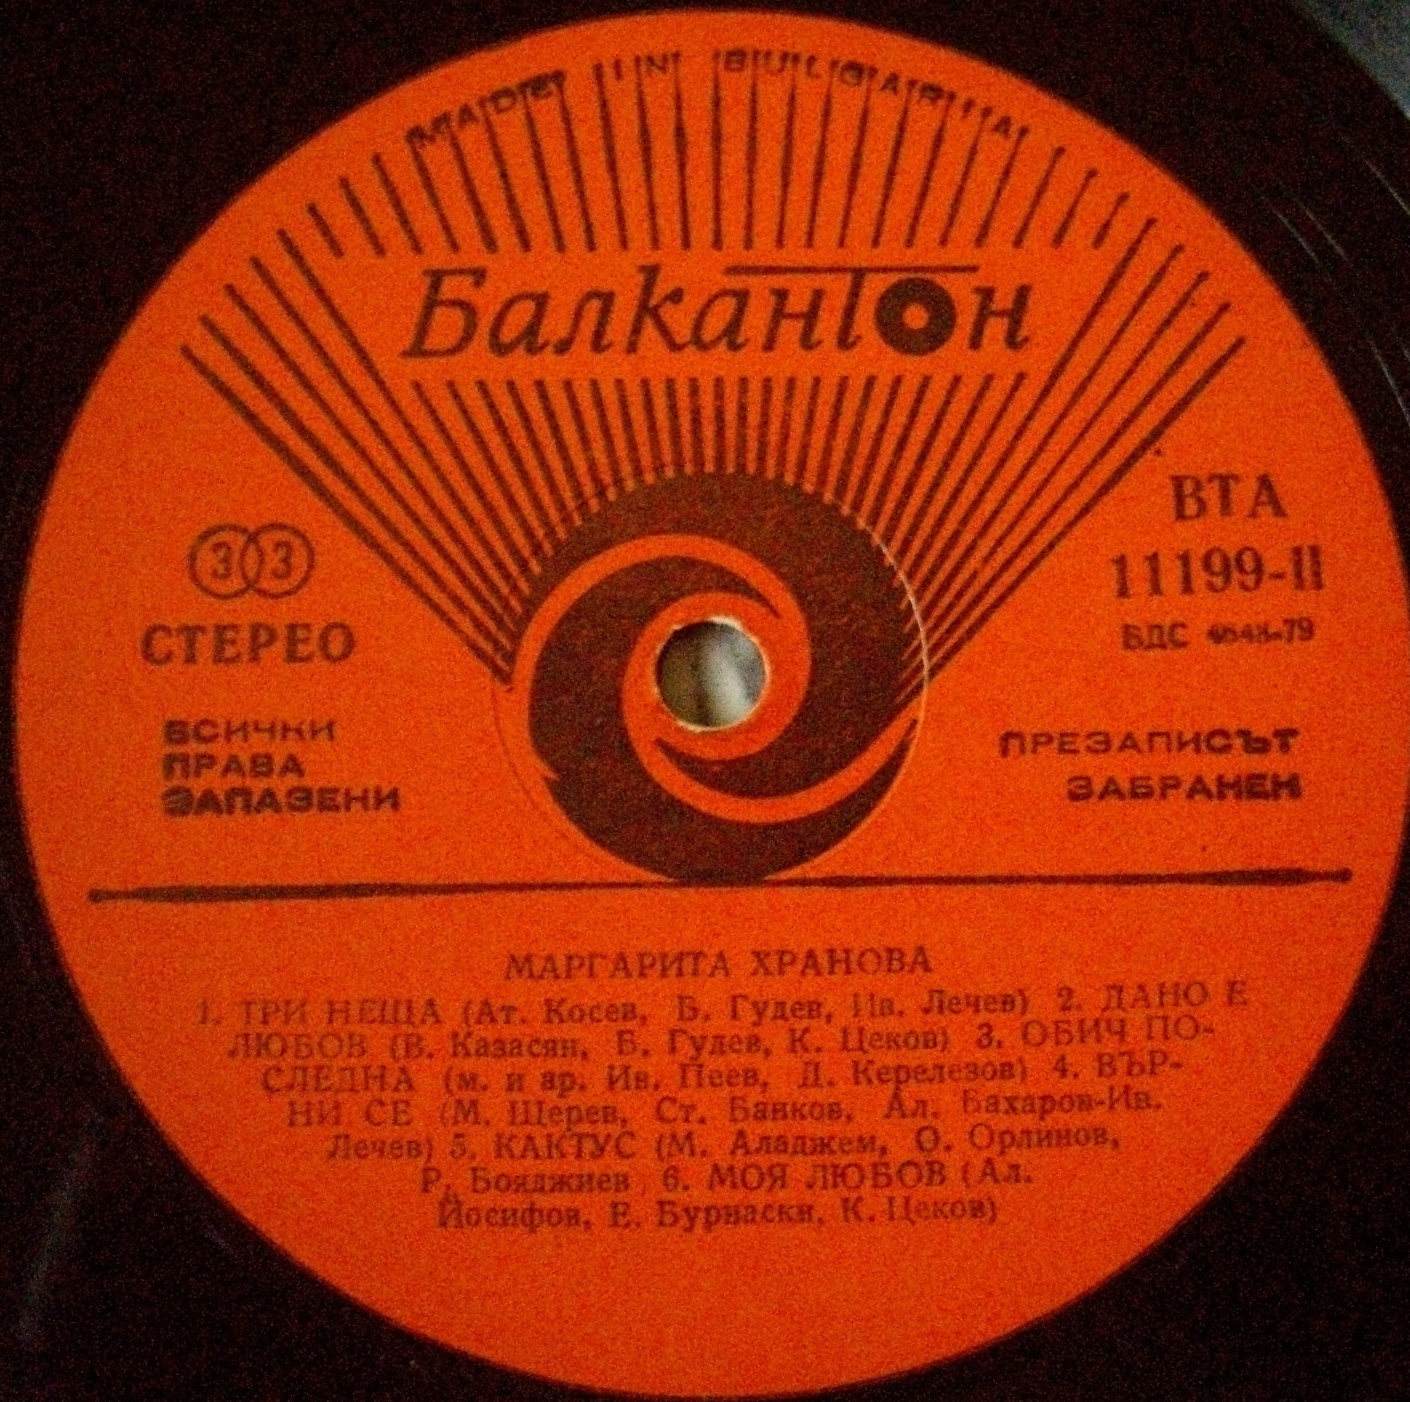 MADE IN BULGARIA
Балкантон
33
СТЕРЕО
ВСИЧКИ
ПРАВА
ЗАПАЗЕНИ
ВТА
11199-II
БДС
ПРЕЗАПИСЪТ
ЗАБРАНЕН
МАРГАРИТА ХРАНОВА
1. ТРИ НЕЩА (Ат. Косев, Б. Гудев, Ив. Лечев) 2. ДАНО Е
ЛЮБОВ (В. Казасян, Б. Гудев, К. Цеков) 3. ОБИЧ ПО-
СЛЕДНА (м. и ар. Ив. Пеев, Д. Керелезов) 4. ВЪР-
НИ СЕ (М. Щерев, Ст. Банков, Ал. Бахаров-Ив.
Лечев) 5. КАКТУС (М. Аладжем, О. Орлинов,
Р. Бояджиев) 6. МОЯ ЛЮБОВ (Ал.
Йосифов, Е. Бурнаски, К. Цеков)